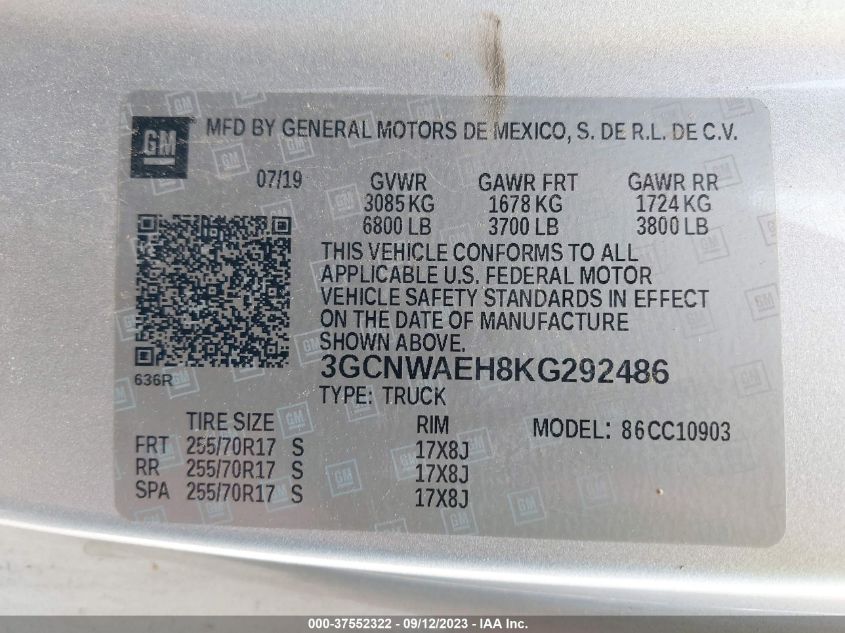 GM
MFD BY GENERAL MOTORS DE MEXICO, S. DE R.L. DE C.V.
07/19 GVWR GAWR FRT GAWR RR
3085 KG 1678 KG 1724 KG
6800 LB 3700 LB 3800 LB
THIS VEHICLE CONFORMS TO ALL
APPLICABLE U.S. FEDERAL MOTOR
VEHICLE SAFETY STANDARDS IN EFFECT
ON THE DATE OF MANUFACTURE
SHOWN ABOVE.
636R
3GCNWAEH8KG292486
TYPE: TRUCK
TIRE SIZE RIM MODEL: 86CC10903
FRT 255/70R17 S 17X8J
RR 255/70R17 S 17X8J
SPA 255/70R17 S 17X8J
000-37552322 - 09/12/2023 - IAA Inc.